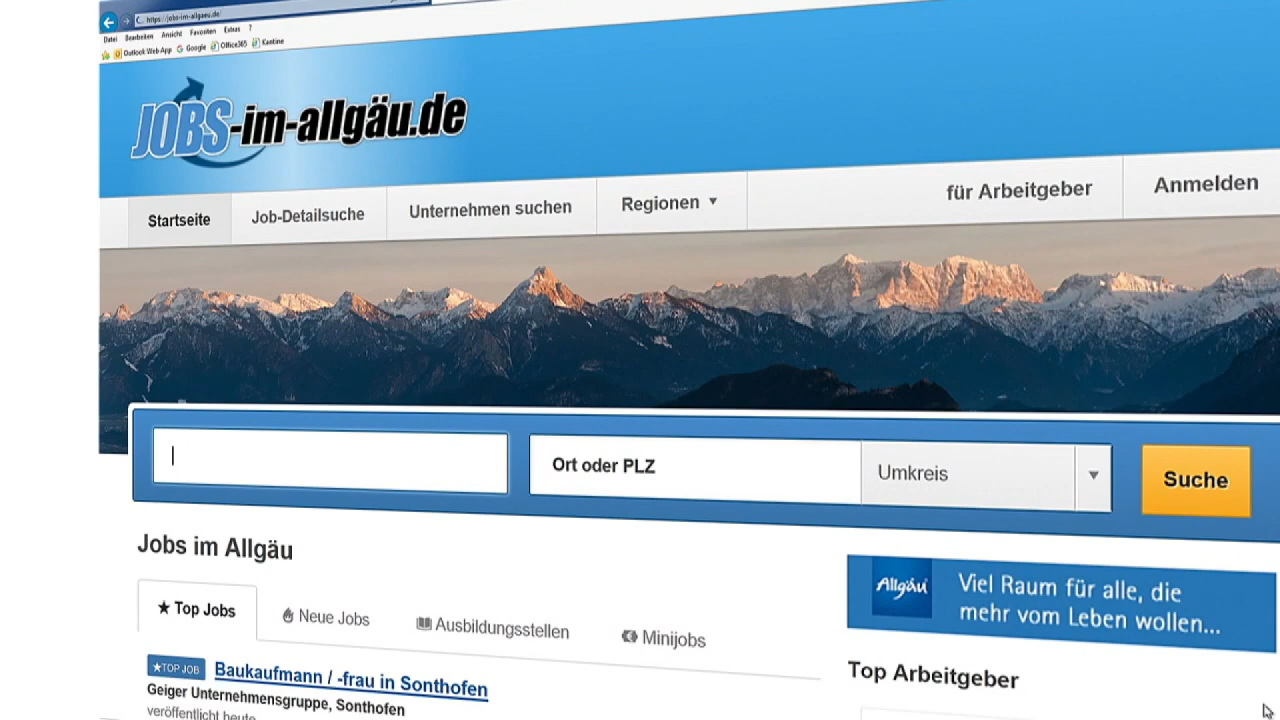 https://jobs-im-allgaeu.de
Datei Bearbeiten Ansicht Favoriten Extras ?
Outlook Web App Google Office365 Kantine
JOBS-im-allgäu.de
Startseite Job-Detailsuche Unternehmen suchen Regionen für Arbeitgeber Anmelden
Ort oder PLZ Umkreis Suche
Jobs im Allgäu
Allgäu Viel Raum für alle, die
mehr vom Leben wollen...
Top Jobs Neue Jobs Ausbildungsstellen Minijobs
Top Arbeitgeber
TOP JOB Baukaufmann / -frau in Sonthofen
Geiger Unternehmensgruppe, Sonthofen
veröffentlicht heute